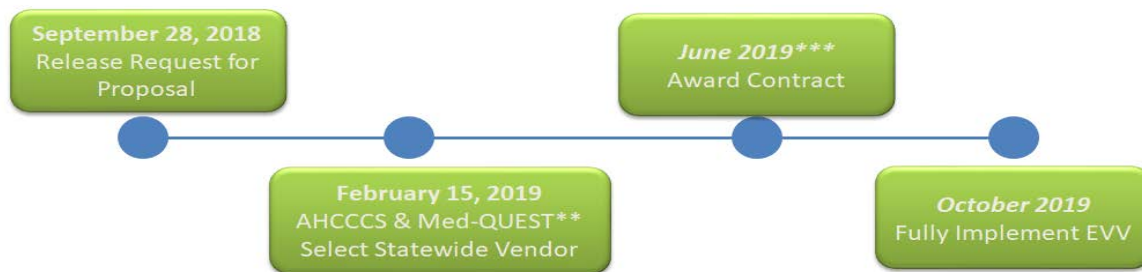 September 28, 2018
Release Request for
Proposal
February 15, 2019
AHCCCS & Med-QUEST**
Select Statewide Vendor
June 2019***
Award Contract
October 2019
Fully Implement EVV